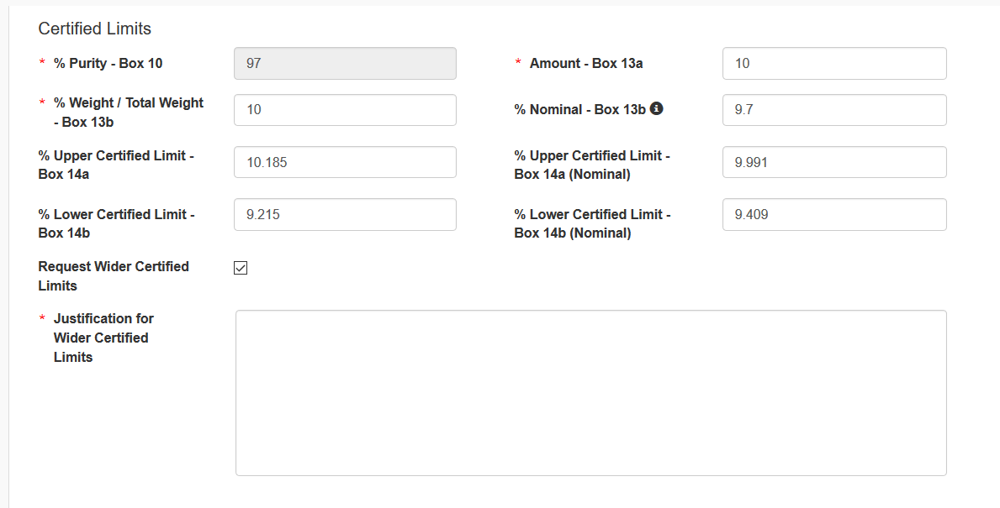 Certified Limits
* % Purity - Box 10
97
* Amount - Box 13a
10
* % Weight / Total Weight
- Box 13b
10
% Nominal - Box 13b
9.7
% Upper Certified Limit -
Box 14a
10.185
% Upper Certified Limit -
Box 14a (Nominal)
9.991
% Lower Certified Limit -
Box 14b
9.215
% Lower Certified Limit -
Box 14b (Nominal)
9.409
Request Wider Certified
Limits
* Justification for
Wider Certified
Limits